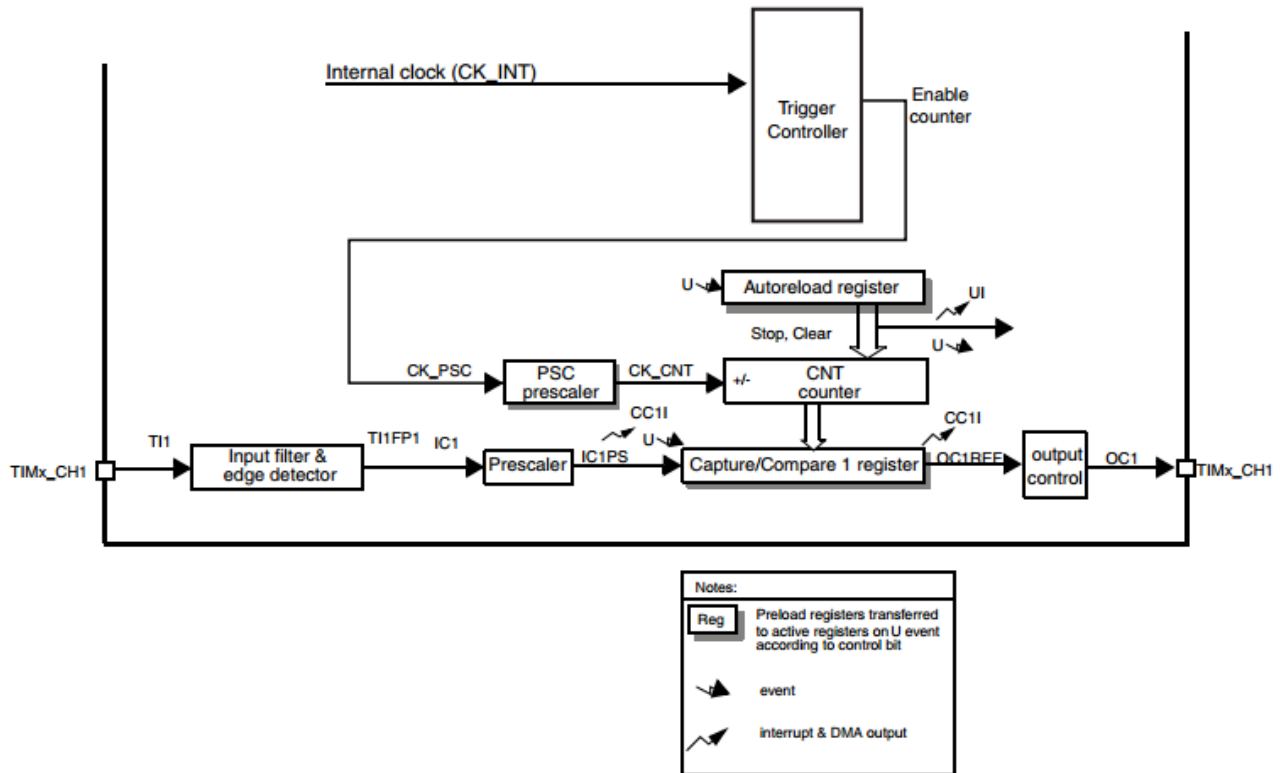 Internal clock (CK_INT)
Trigger
Controller
Enable
counter
U
Autoreload register
UI
Stop, Clear
U
CK_PSC
PSC
prescaler
CK_CNT
+/-
CNT
counter
CC1I
U
CC1I
TI1
TI1FP1
IC1
TIMx_CH1
Input filter &
edge detector
Prescaler
IC1PS
Capture/Compare 1 register
OC1REF
output
control
OC1
TIMx_CH1
Notes:
Reg
Preload registers transferred
to active registers on U event
according to control bit
event
interrupt & DMA output